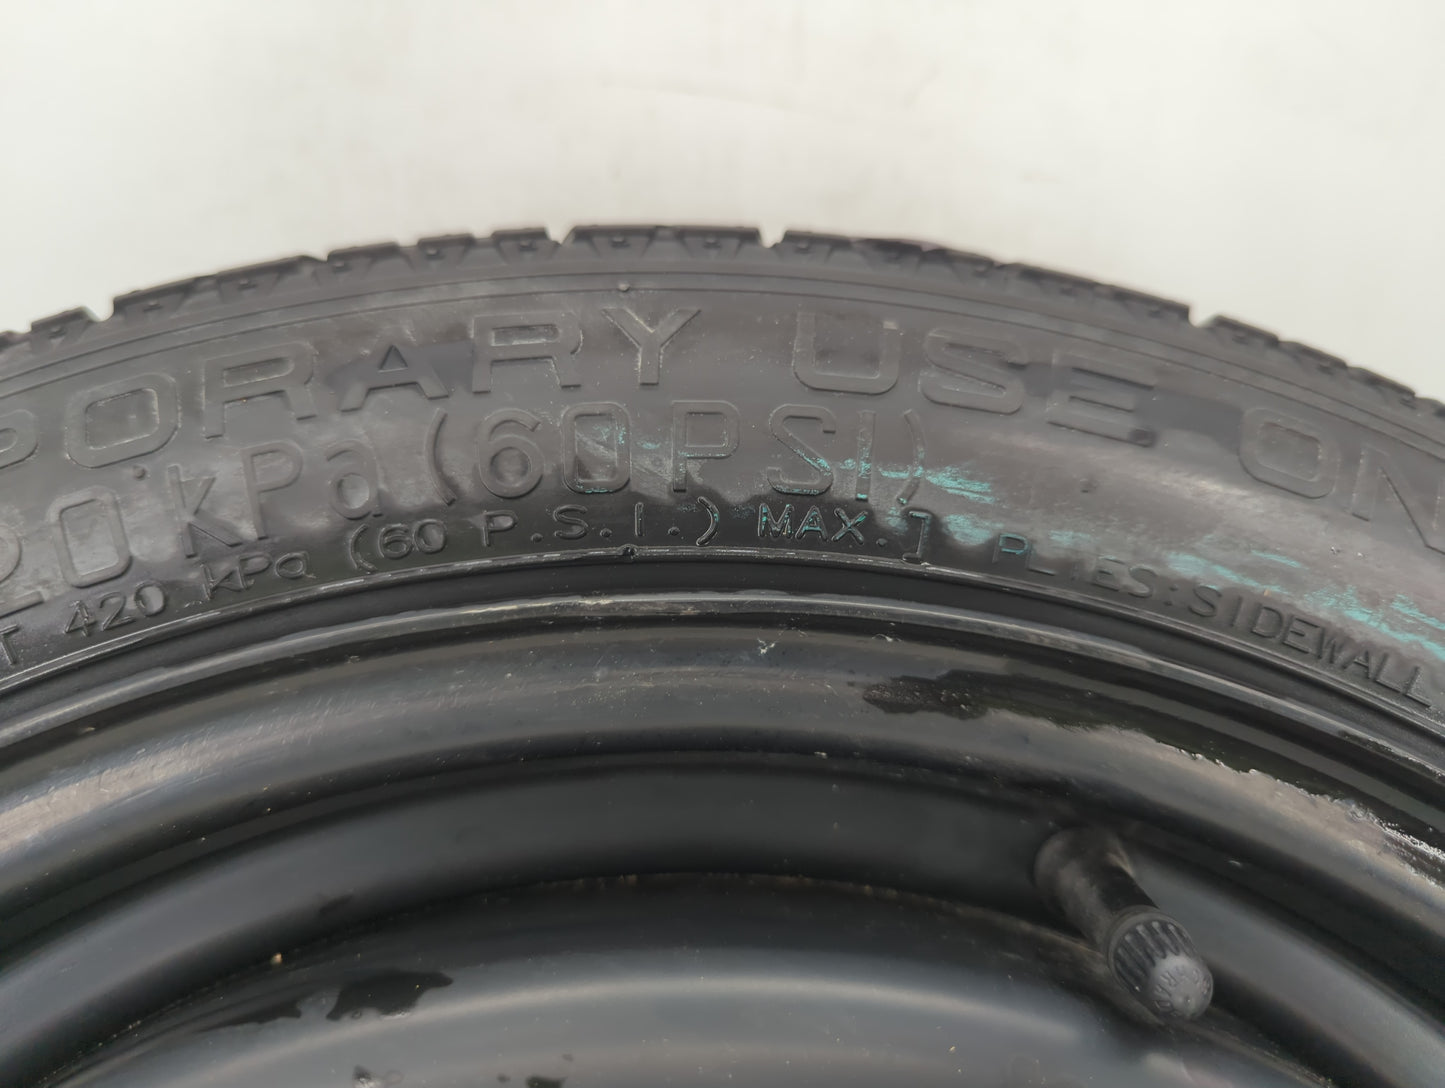 PORARY USE ON
20 kPa (60 PSI)
T 420 kPa (60 P.S.I.) MAX.] PLIES: SIDEWALL